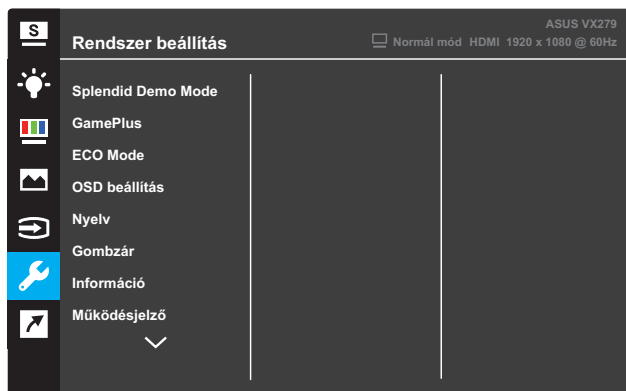 S
ASUS VX279
Rendszer beállítás
Normál mód HDMI 1920 x 1080 @ 60Hz
Splendid Demo Mode
GamePlus
ECO Mode
OSD beállítás
Nyelv
Gombzár
Információ
Működésjelző